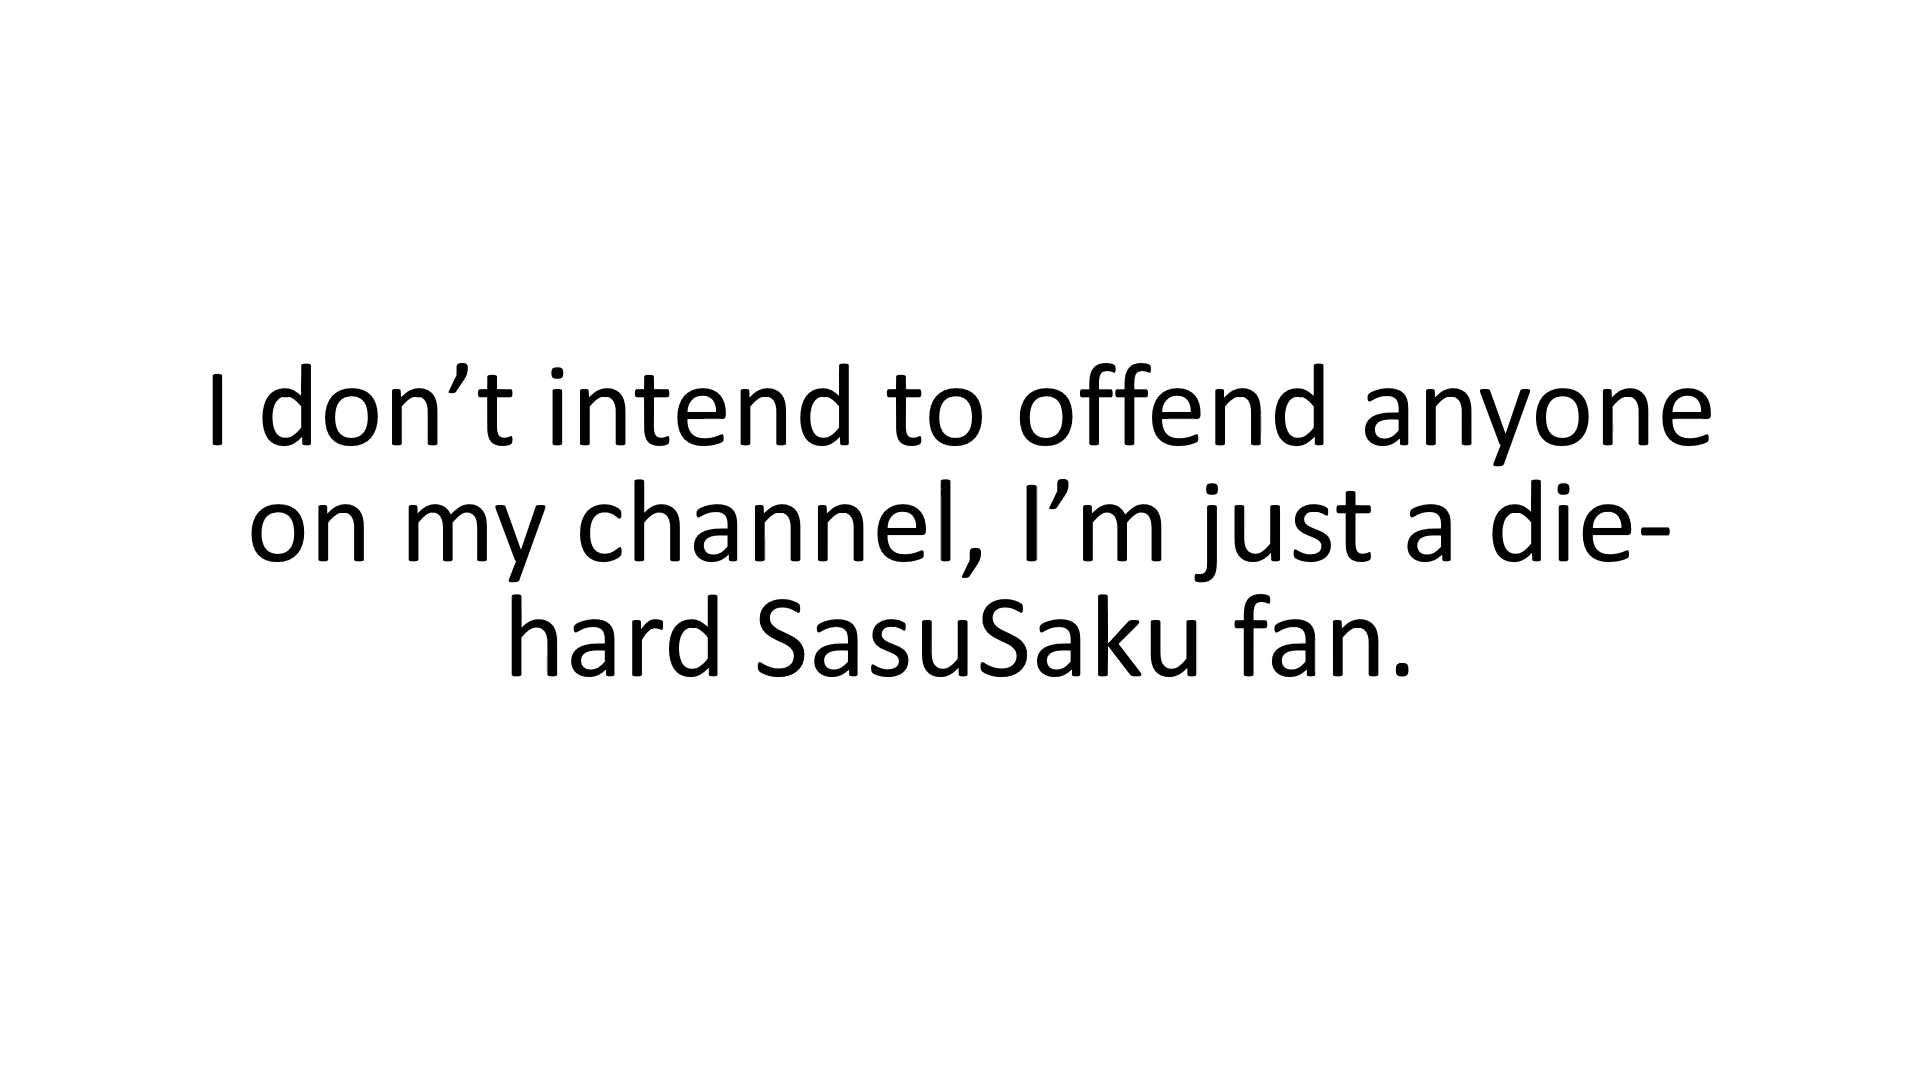 I don’t intend to offend anyone
on my channel, I’m just a die-
hard SasuSaku fan.